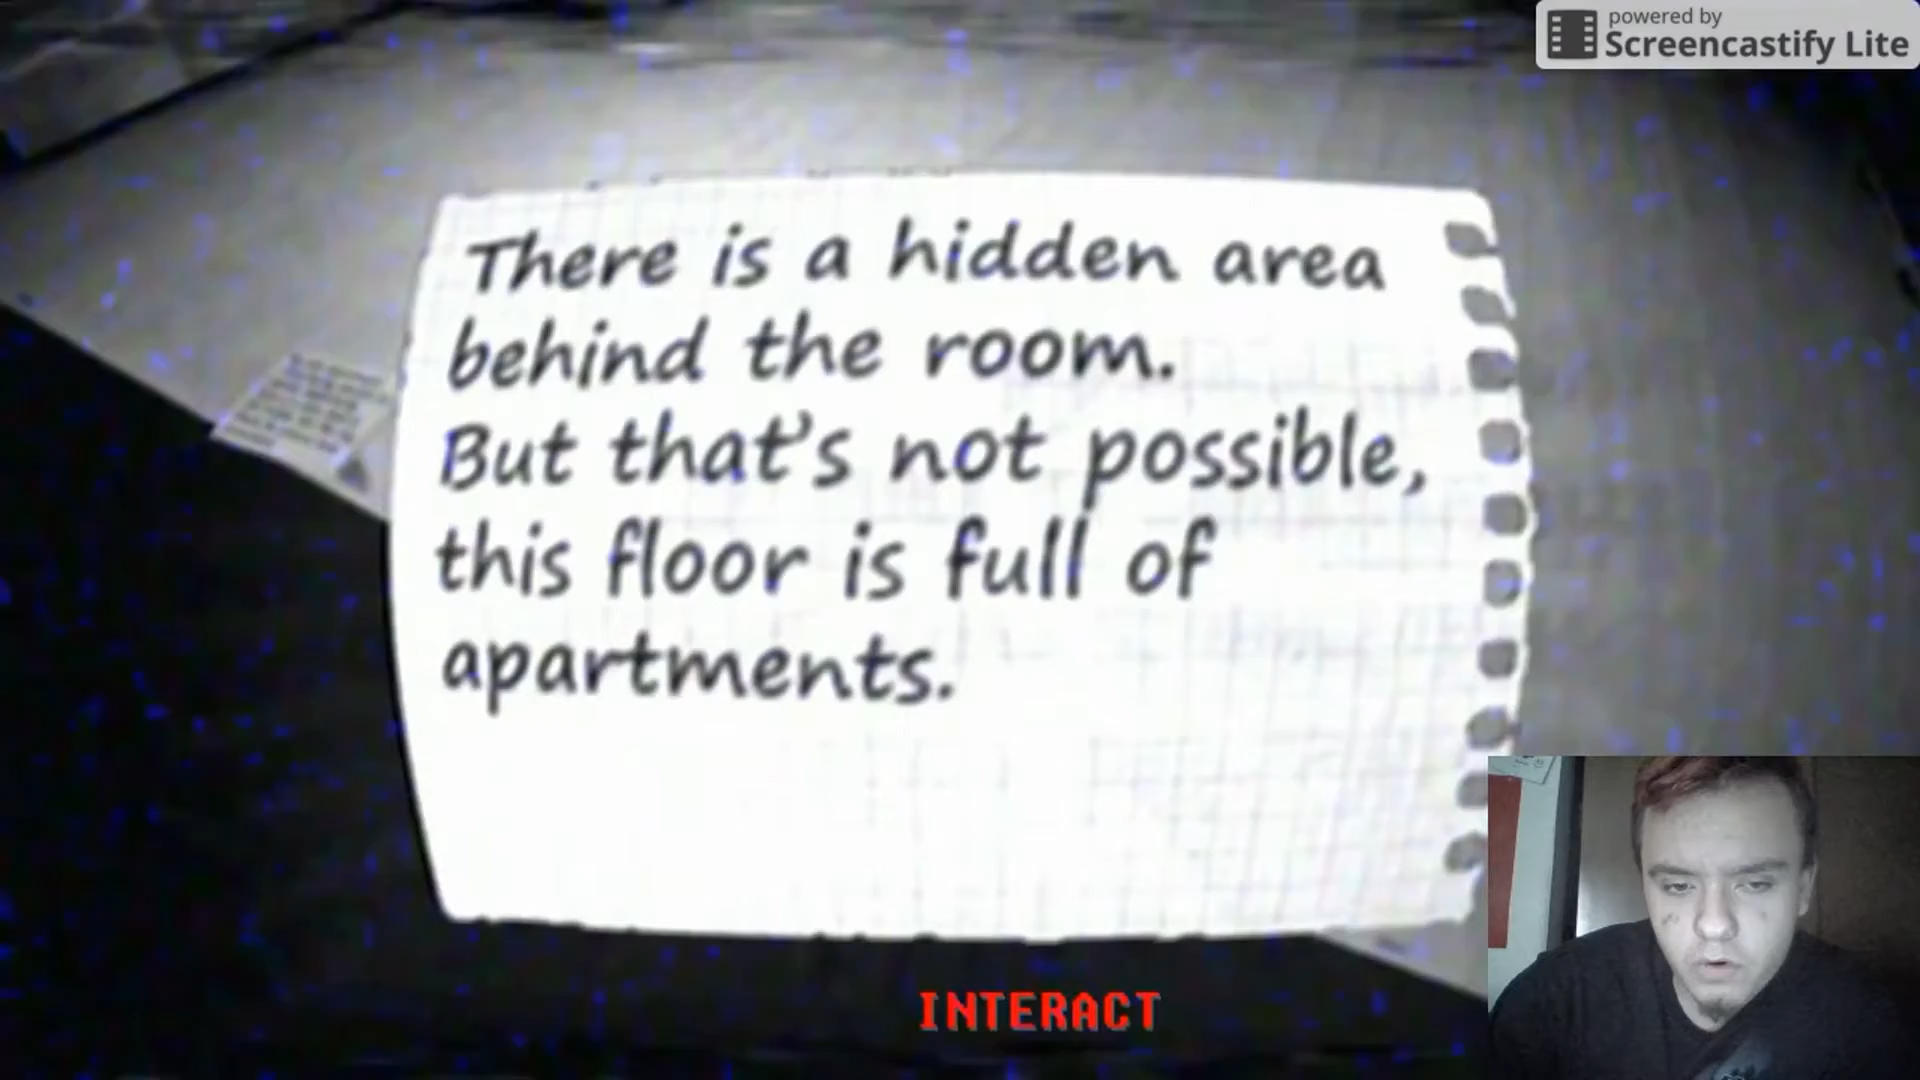 powered by
Screencastify Lite
There is a hidden area
behind the room.
But that's not possible,
this floor is full of
apartments.
INTERACT